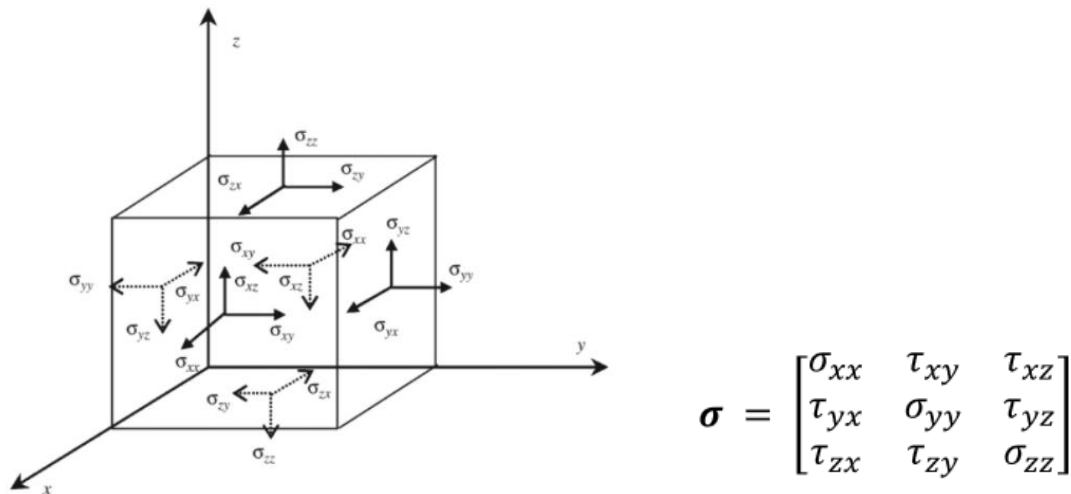 z
σzz
σzx σzy
σxx σyz
σxy
σyy σyx σxz σxz σyy
σyz σxy σyx
σxx
y
σzy σzx
σzz
x
𝝈 = [σxx τxy τxz
τyx σyy τyz
τzx τzy σzz]